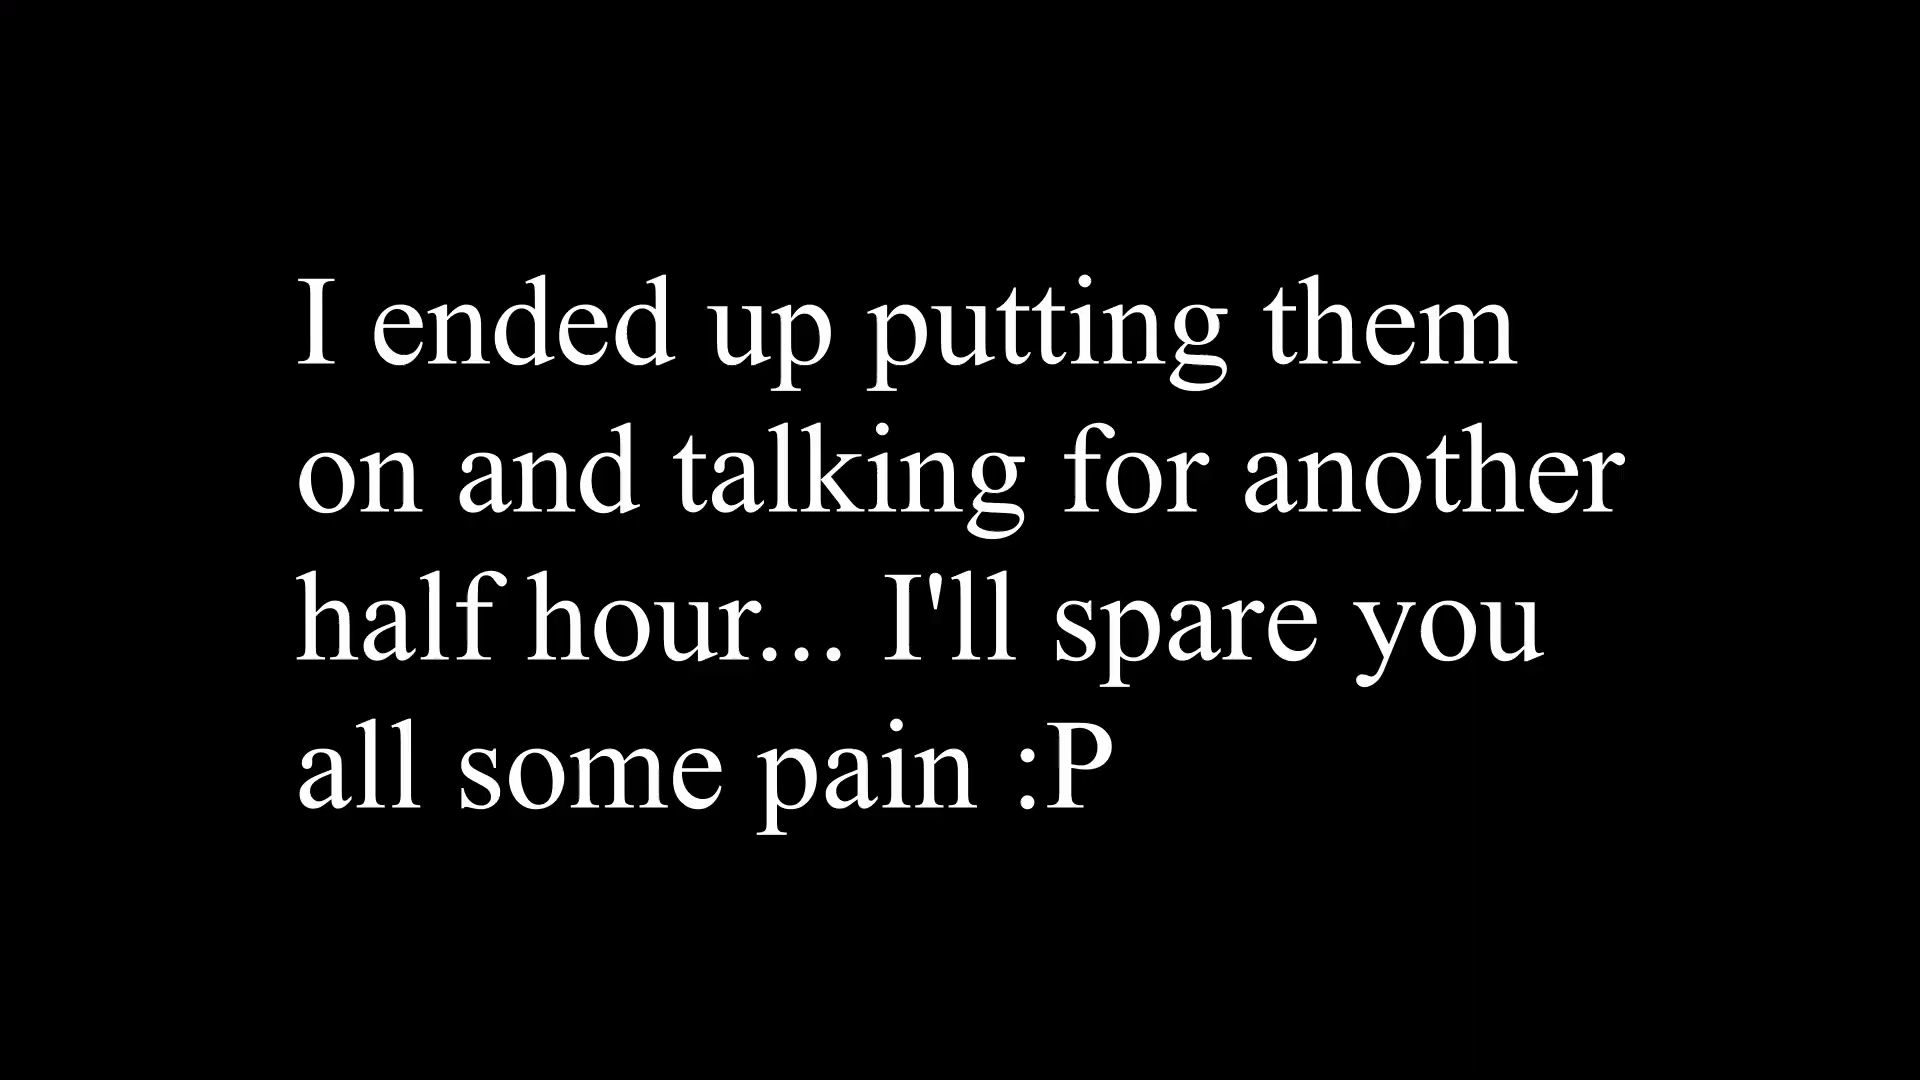 I ended up putting them
on and talking for another
half hour... I'll spare you
all some pain :P